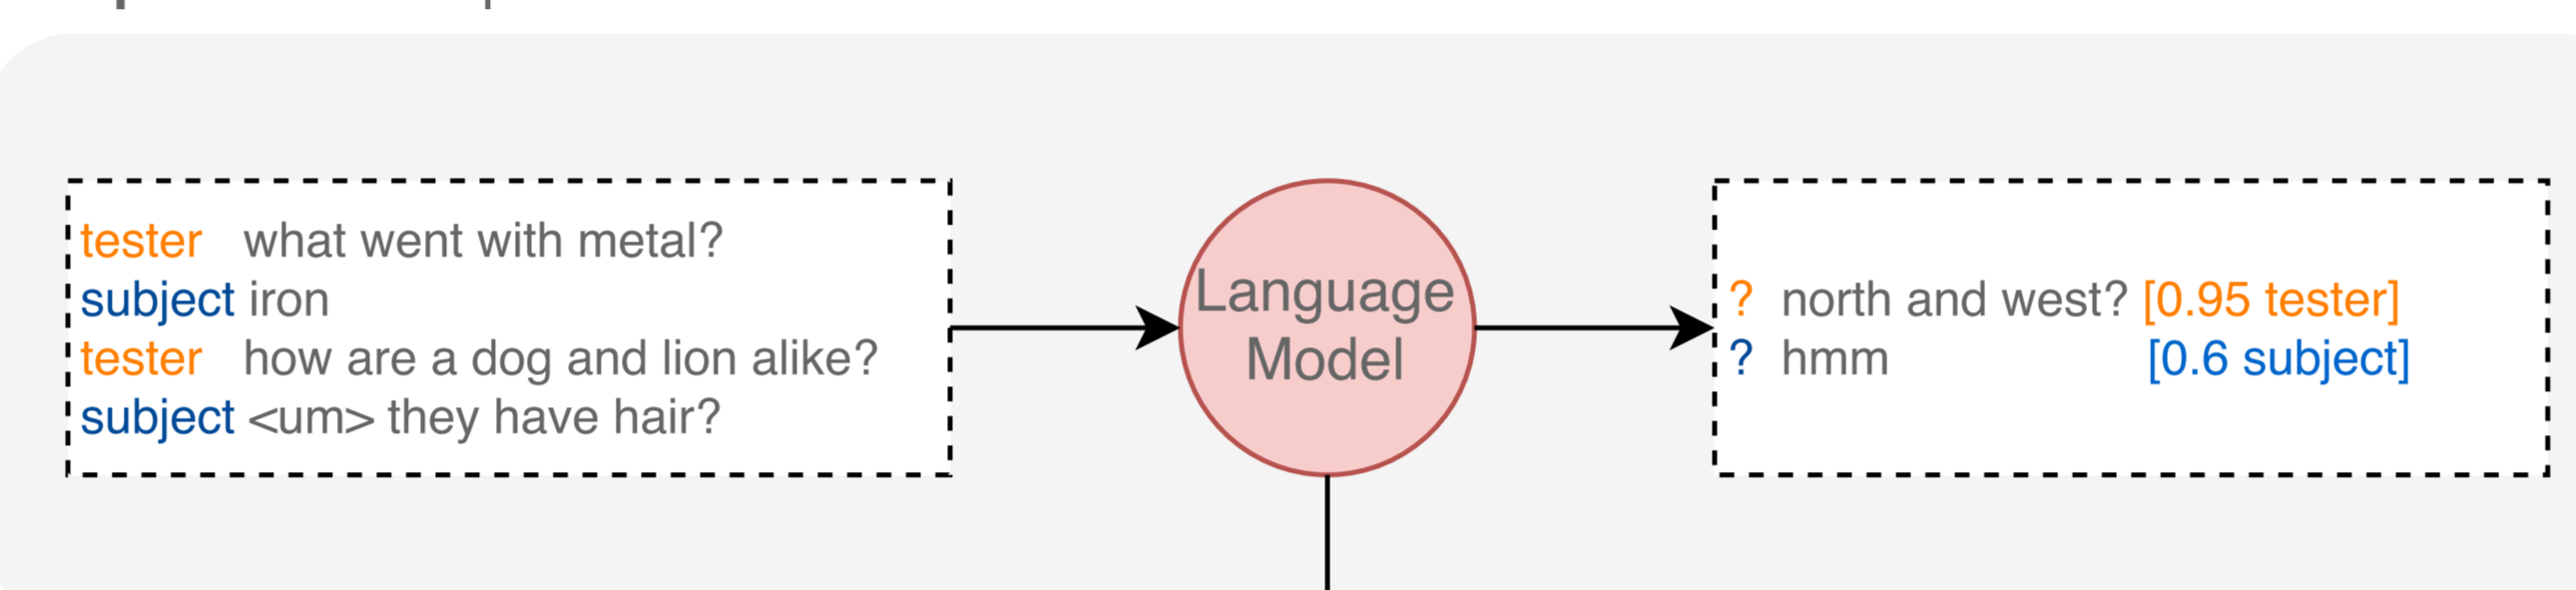 tester what went with metal?
subject iron
tester how are a dog and lion alike?
subject <um> they have hair?
Language
Model
? north and west? [0.95 tester]
? hmm [0.6 subject]